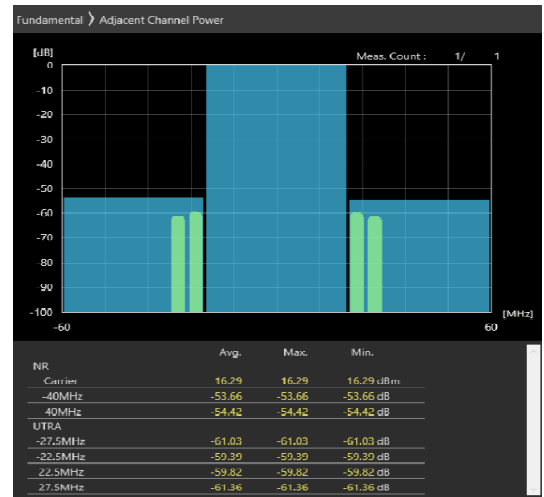 Fundamental ❯ Adjacent Channel Power
[dB]
Meas. Count : 1/ 1
0
-10
-20
-30
-40
-50
-60
-70
-80
90
-100
[MHz]
-60 60
Avg. Max. Min.
NR
Carrier 16.29 16.29 16.29 dBm
-40MHz -53.66 -53.66 -53.66 dB
40MHz -54.42 -54.42 -54.42 dB
UTRA
-27.5MHz -61.03 -61.03 -61.03 dB
-22.5MHz -59.39 -59.39 -59.39 dB
22.5MHz -59.82 -59.82 -59.82 dB
27.5MHz -61.36 -61.36 -61.36 dB